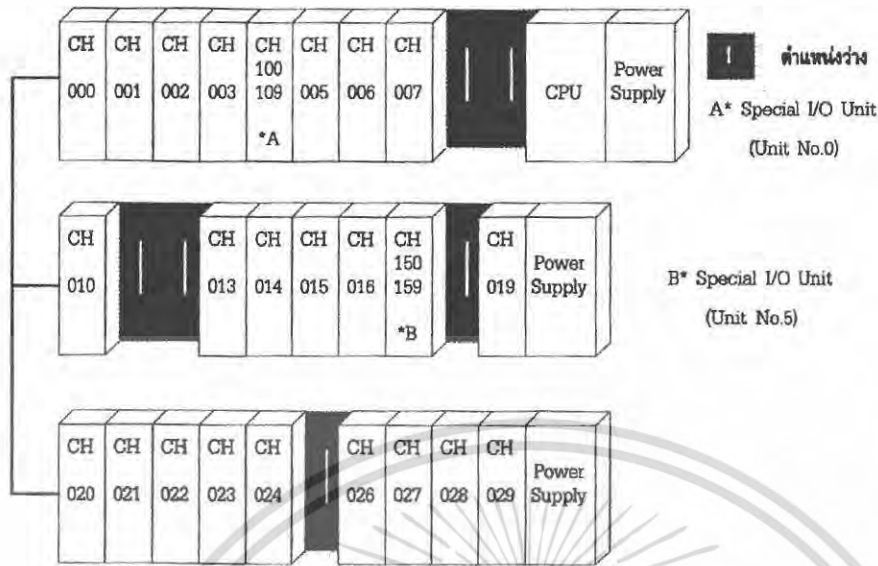 CH CH CH CH CH CH CH CH
100
000 001 002 003 109 005 006 007 CPU Power Supply
*A
ตำแหน่งว่าง
A* Special I/O Unit
(Unit No.0)
CH CH CH CH CH CH CH
150
010 013 014 015 016 159 019 Power Supply
*B
B* Special I/O Unit
(Unit No.5)
CH CH CH CH CH CH CH CH CH
020 021 022 023 024 026 027 028 029 Power Supply